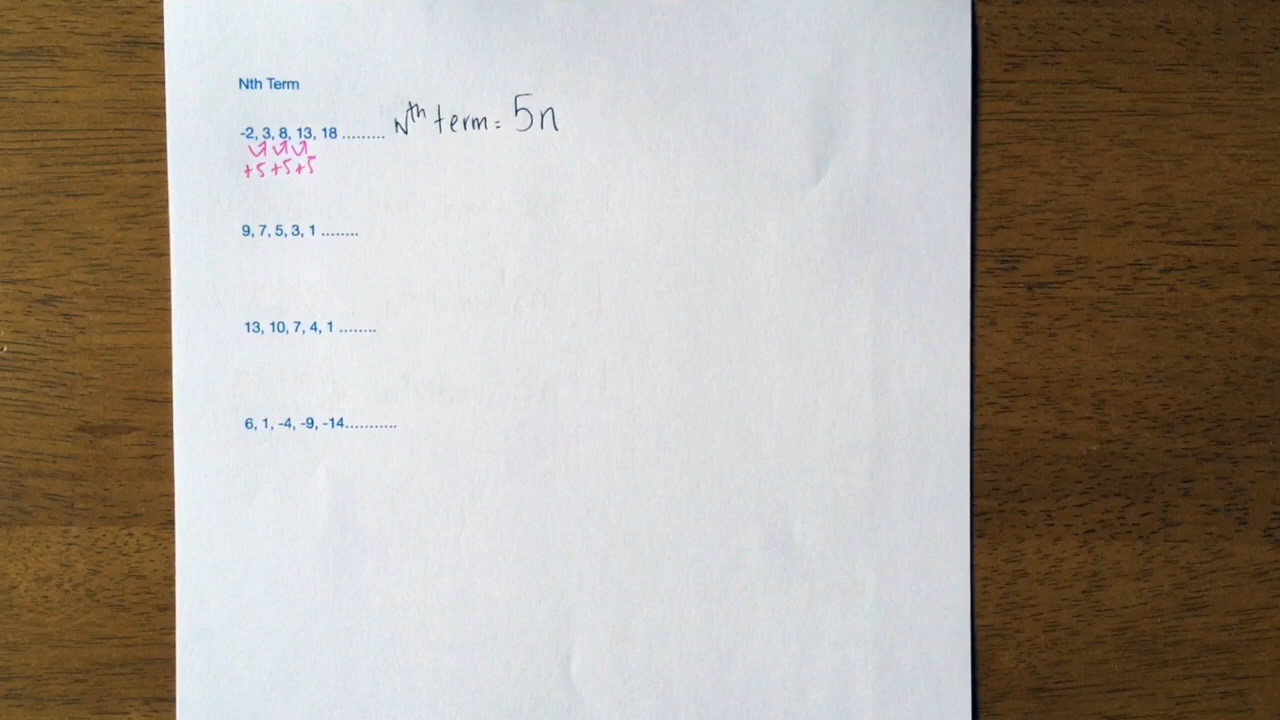 Nth Term
-2, 3, 8, 13, 18 ......... Nth term = 5n
+5 +5 +5
9, 7, 5, 3, 1 ........
13, 10, 7, 4, 1 ........
6, 1, -4, -9, -14...........